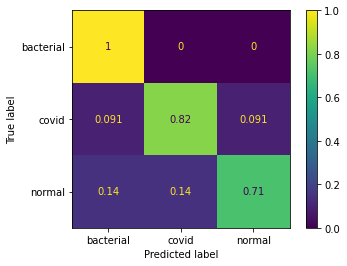 1.0
bacterial 1 0 0
0.8
0.6
True label covid 0.091 0.82 0.091
0.4
normal 0.14 0.14 0.71
0.2
0.0
bacterial covid normal
Predicted label